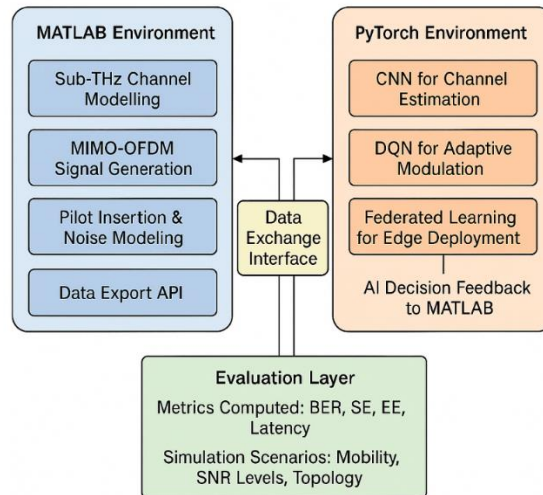 MATLAB Environment
Sub-THz Channel
Modelling
MIMO-OFDM
Signal Generation
Pilot Insertion &
Noise Modeling
Data Export API
Data
Exchange
Interface
PyTorch Environment
CNN for Channel
Estimation
DQN for Adaptive
Modulation
Federated Learning
for Edge Deployment
AI Decision Feedback
to MATLAB
Evaluation Layer
Metrics Computed: BER, SE, EE,
Latency
Simulation Scenarios: Mobility,
SNR Levels, Topology